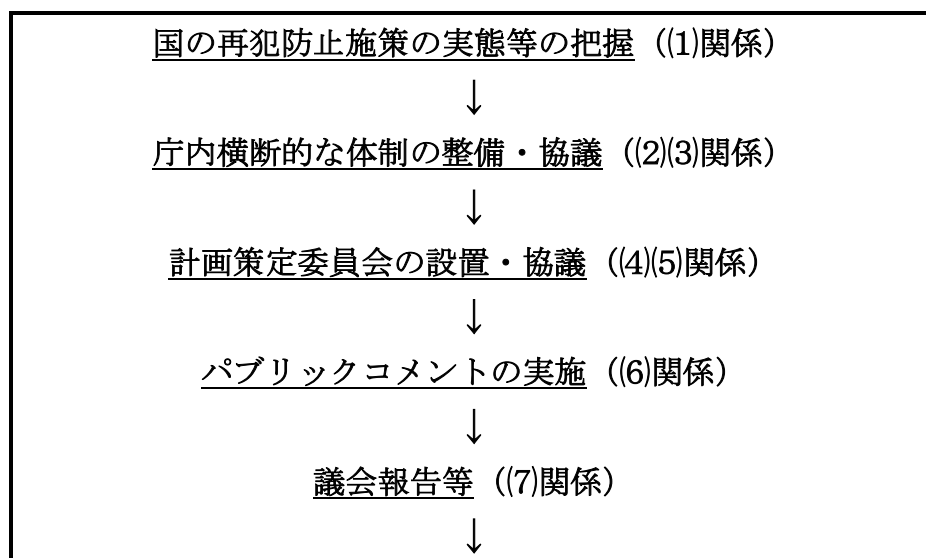 国の再犯防止施策の実態等の把握（⑴関係）
↓
庁内横断的な体制の整備・協議（⑵⑶関係）
↓
計画策定委員会の設置・協議（⑷⑸関係）
↓
パブリックコメントの実施（⑹関係）
↓
議会報告等（⑺関係）
↓